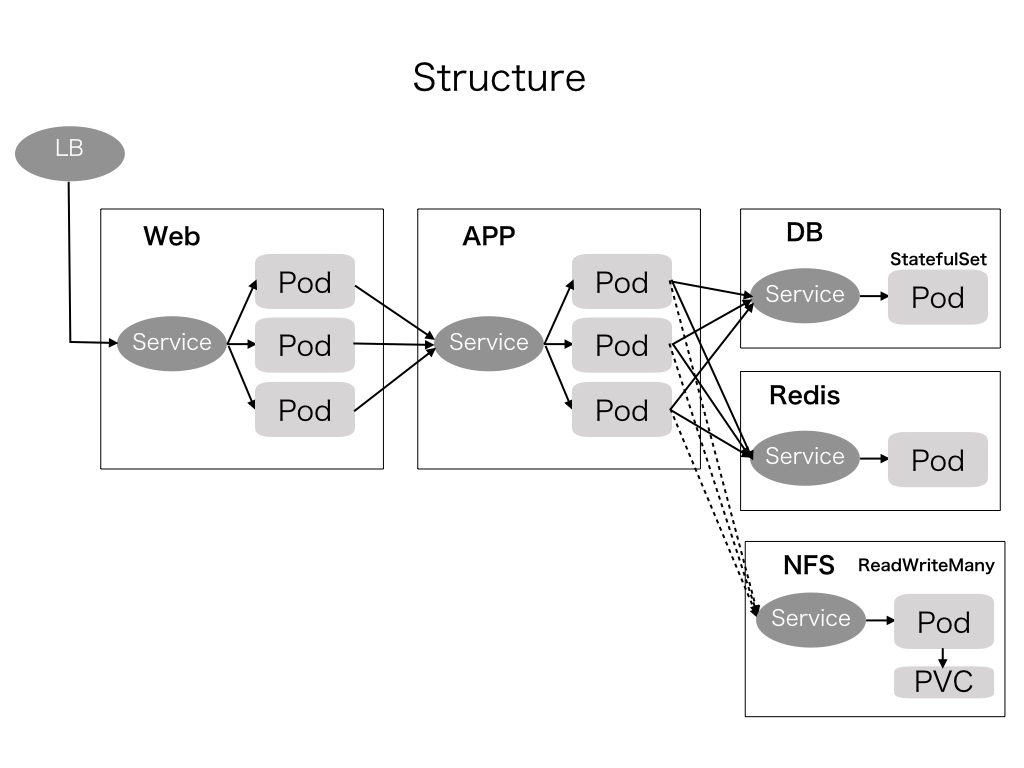 Structure
LB
Web
Service
Pod
Pod
Pod
APP
Service
Pod
Pod
Pod
DB
StatefulSet
Service
Pod
Redis
Service
Pod
NFS
ReadWriteMany
Service
Pod
PVC